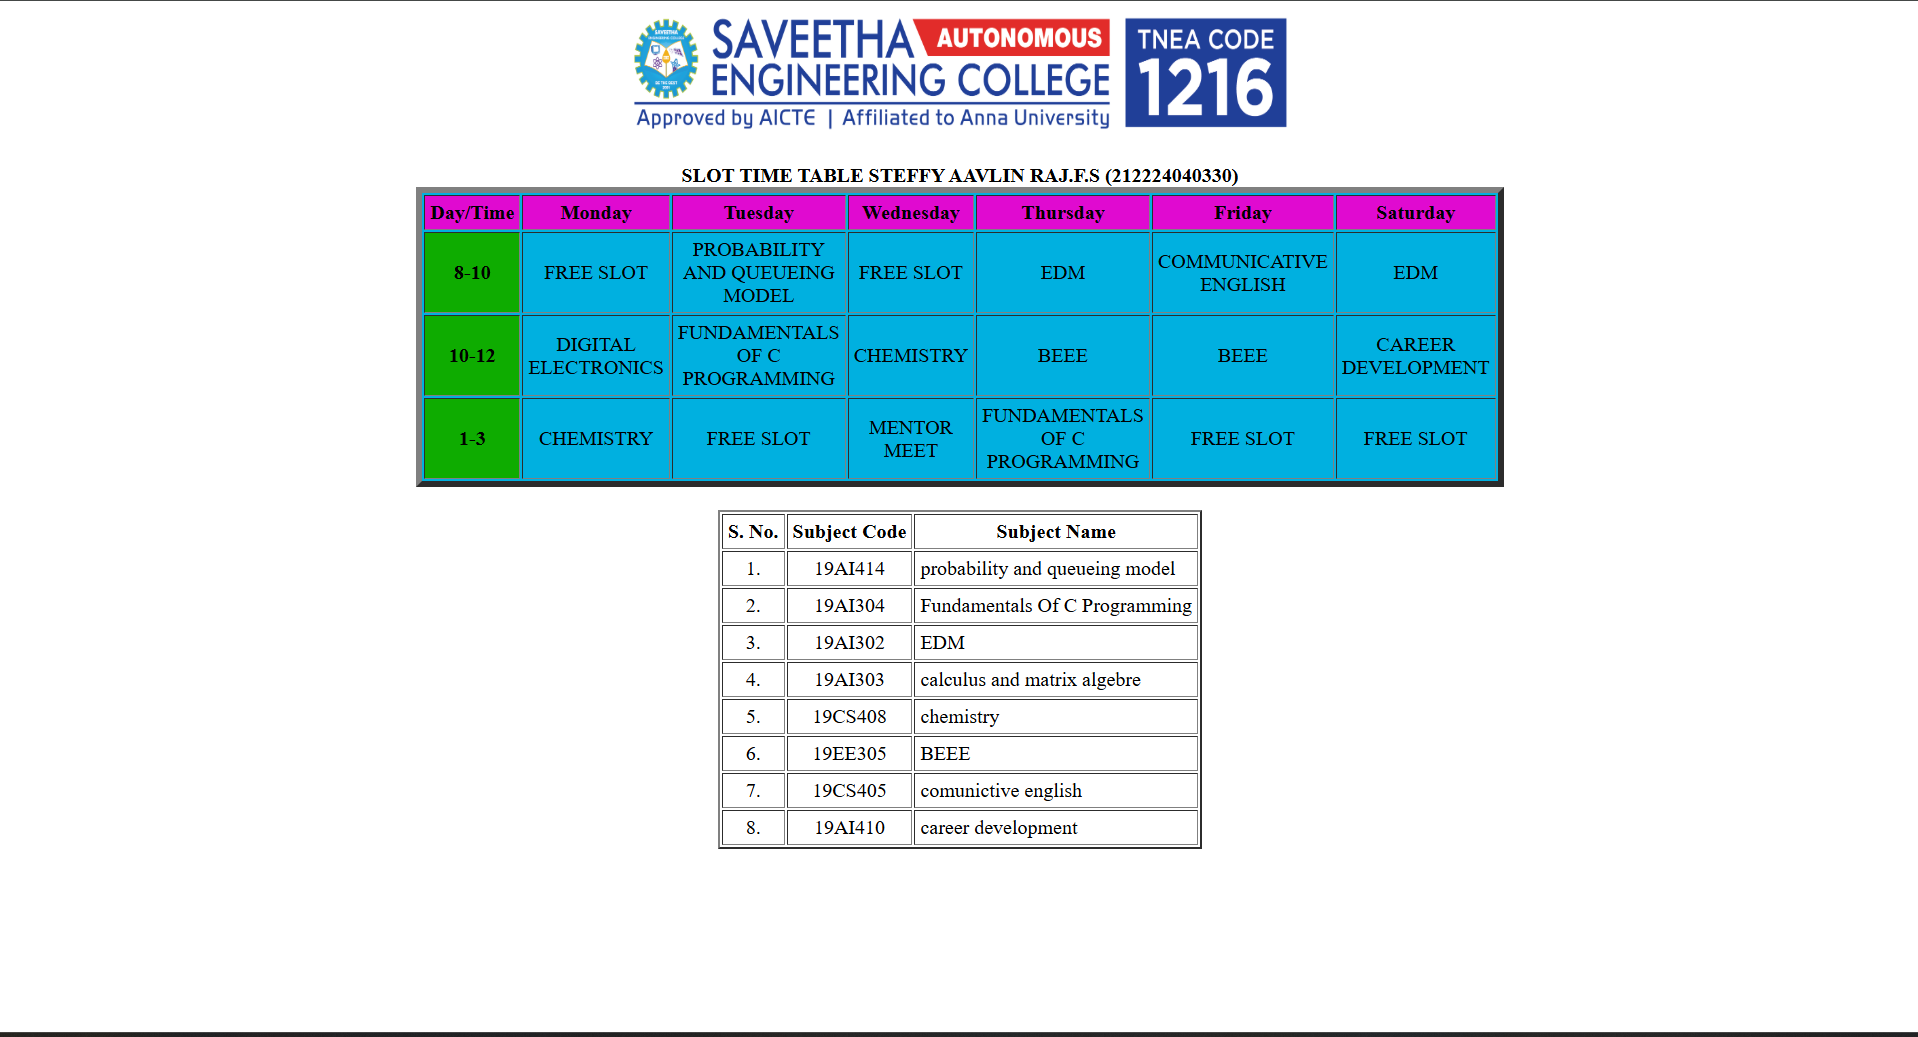 SAVEETHA AUTONOMOUS
ENGINEERING COLLEGE
Approved by AICTE | Affiliated to Anna University
TNEA CODE
1216
SLOT TIME TABLE STEFFY AAVLIN RAJ.F.S (212224040330)
Day/Time Monday Tuesday Wednesday Thursday Friday Saturday
8-10 FREE SLOT PROBABILITY AND QUEUEING MODEL FREE SLOT EDM COMMUNICATIVE ENGLISH EDM
10-12 DIGITAL ELECTRONICS FUNDAMENTALS OF C PROGRAMMING CHEMISTRY BEEE BEEE CAREER DEVELOPMENT
1-3 CHEMISTRY FREE SLOT MENTOR MEET FUNDAMENTALS OF C PROGRAMMING FREE SLOT FREE SLOT
S. No. Subject Code Subject Name
1. 19AI414 probability and queueing model
2. 19AI304 Fundamentals Of C Programming
3. 19AI302 EDM
4. 19AI303 calculus and matrix algebre
5. 19CS408 chemistry
6. 19EE305 BEEE
7. 19CS405 comunictive english
8. 19AI410 career development